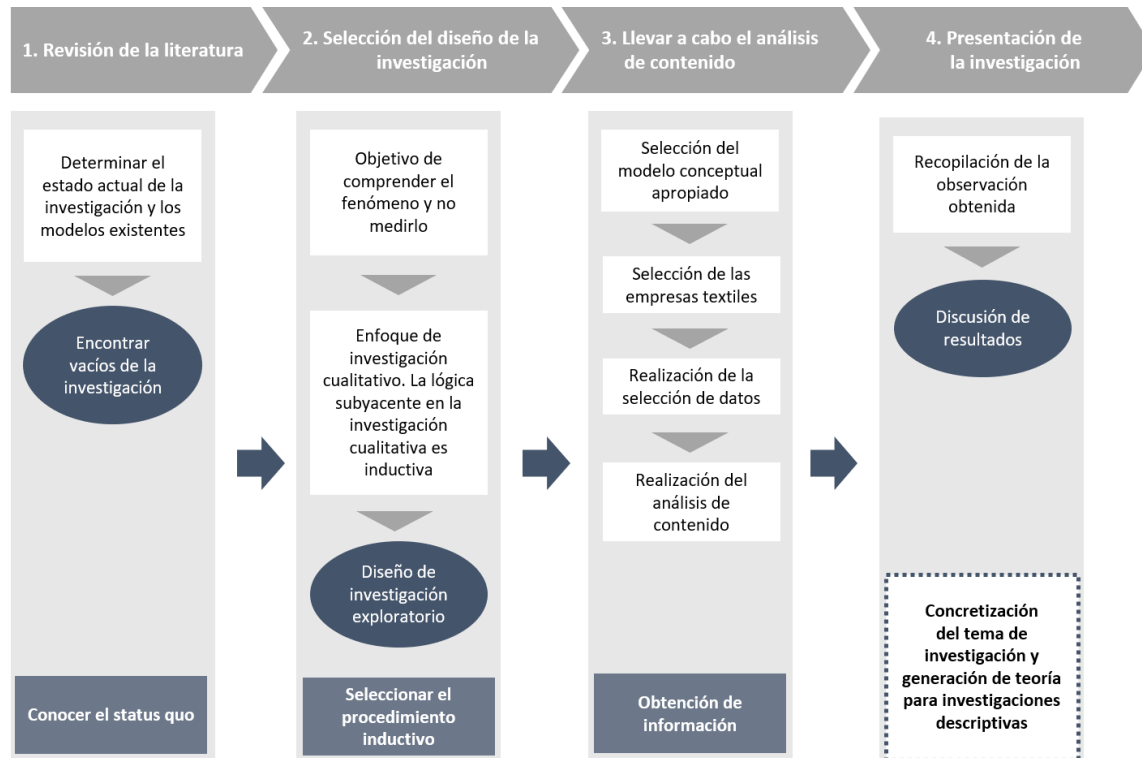 1. Revisión de la literatura
2. Selección del diseño de la
investigación
3. Llevar a cabo el análisis
de contenido
4. Presentación de
la investigación
Determinar el
estado actual de la
investigación y los
modelos existentes
Encontrar
vacíos de la
investigación
Conocer el status quo
Objetivo de
comprender el
fenómeno y no
medirlo
Enfoque de
investigación
cualitativo. La lógica
subyacente en la
investigación
cualitativa es
inductiva
Diseño de
investigación
exploratorio
Seleccionar el
procedimiento
inductivo
Selección del
modelo conceptual
apropiado
Selección de las
empresas textiles
Realización de la
selección de datos
Realización del
análisis de
contenido
Obtención de
información
Recopilación de la
observación
obtenida
Discusión de
resultados
Concretización
del tema de
investigación y
generación de teoría
para investigaciones
descriptivas